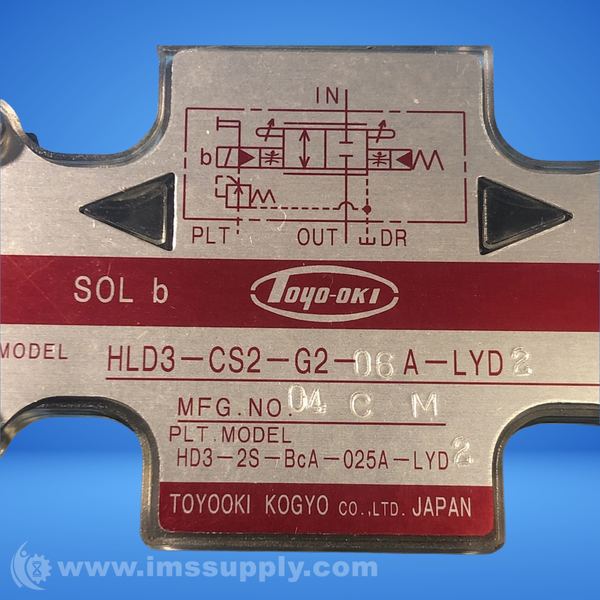 IN
b
PLT OUT DR
SOL b TOYO-OKI
MODEL HLD3-CS2-G2-06A-LYD2
MFG.NO. 04 C M
PLT.MODEL
HD3-2S-BcA-025A-LYD2
TOYOOKI KOGYO CO.,LTD. JAPAN
www.imssupply.com